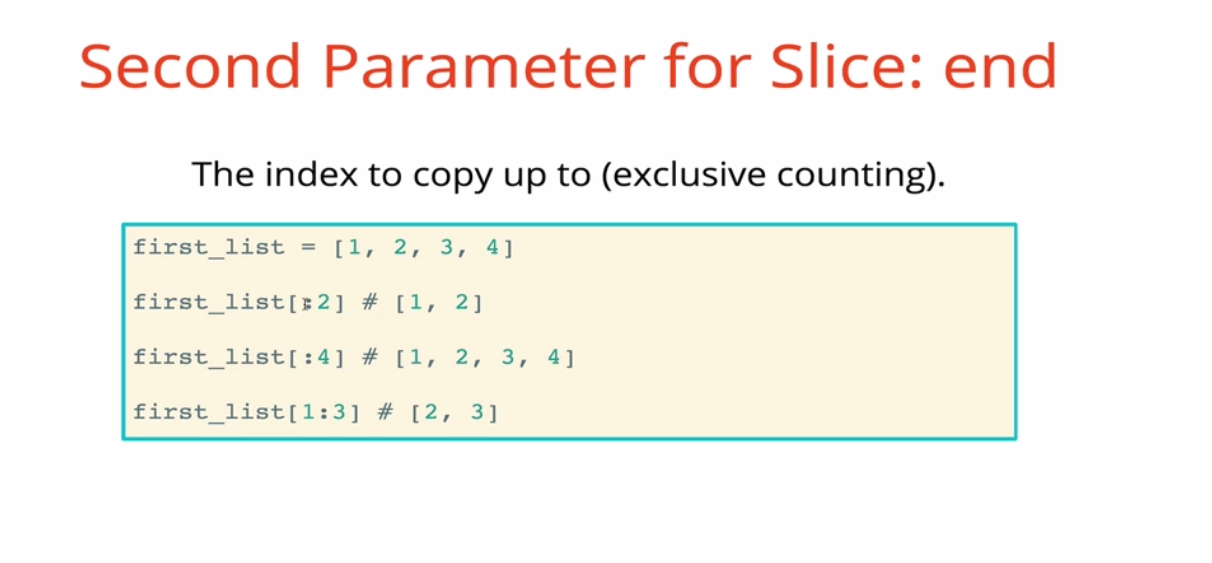 Second Parameter for Slice: end
The index to copy up to (exclusive counting).
first_list = [1, 2, 3, 4]
first_list[:2] # [1, 2]
first_list[:4] # [1, 2, 3, 4]
first_list[1:3] # [2, 3]